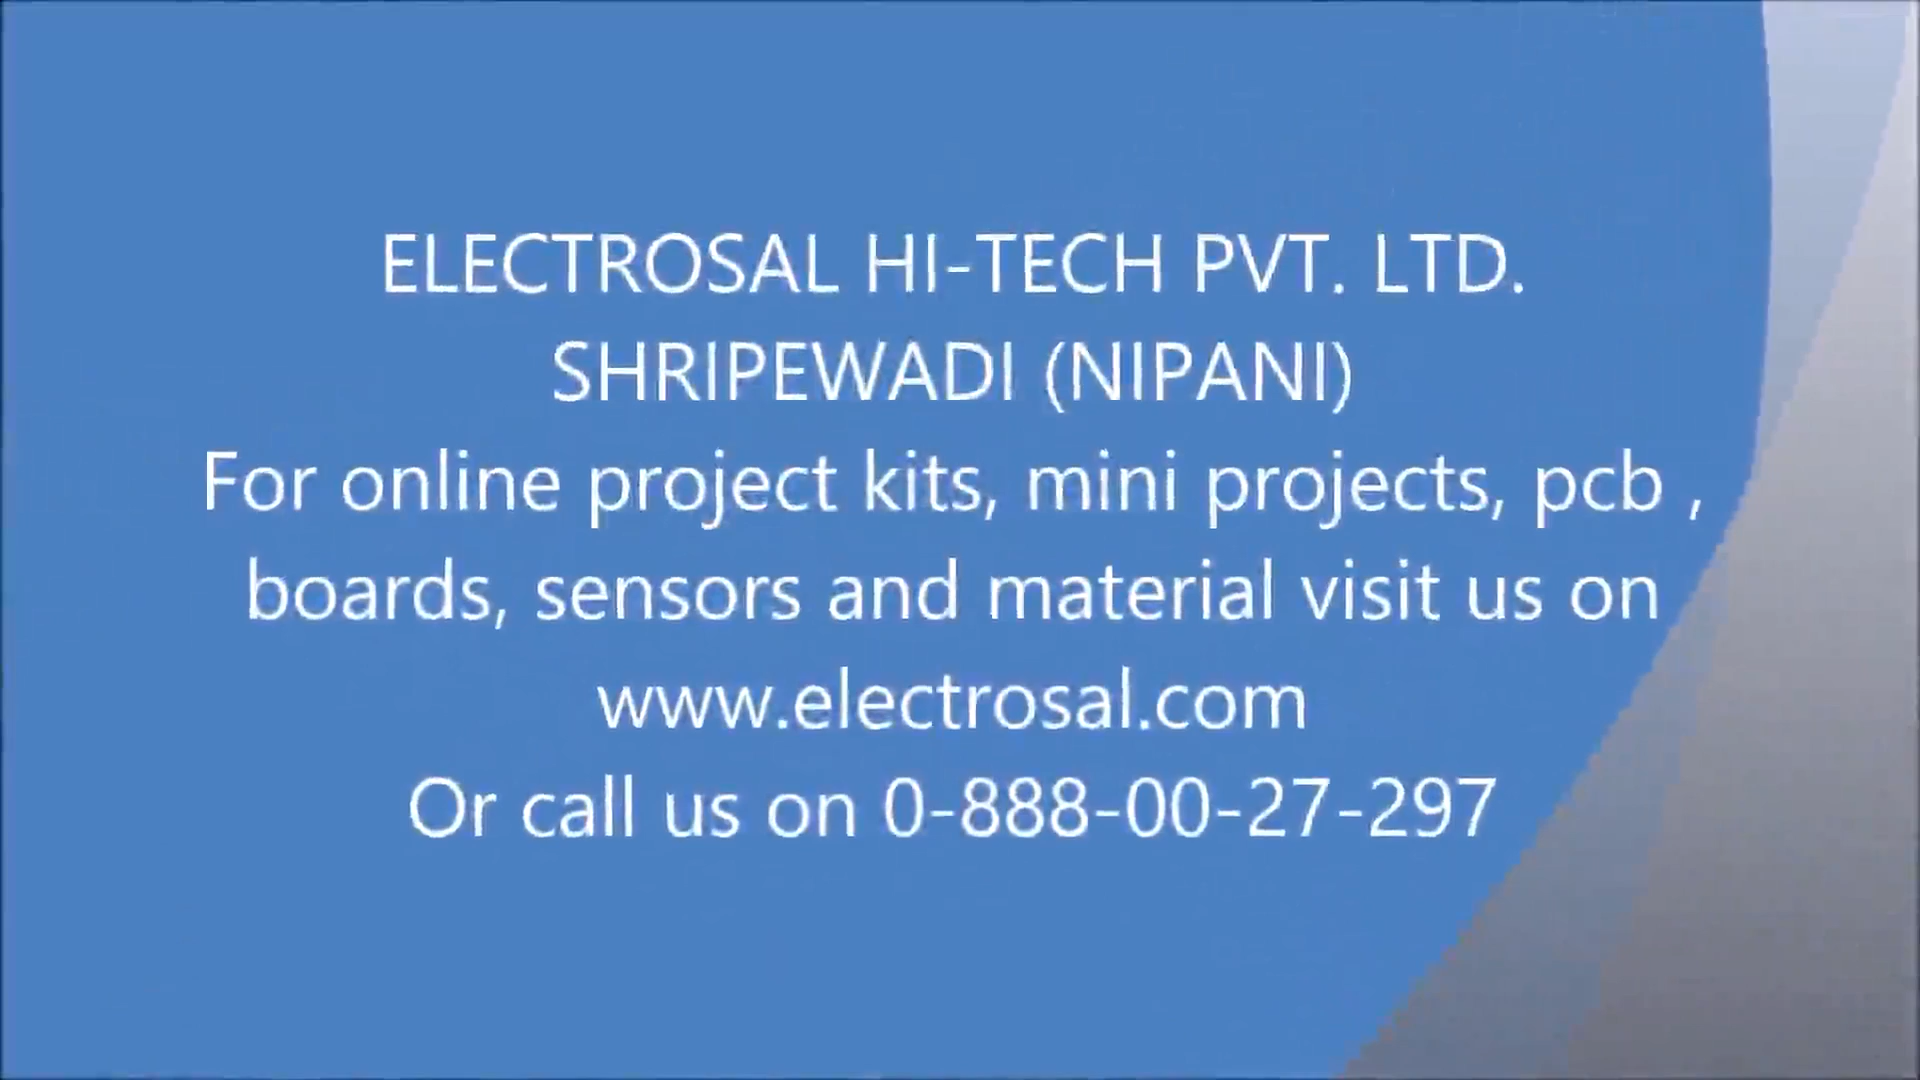 ELECTROSAL HI-TECH PVT. LTD.
SHRIPEWADI (NIPANI)
For online project kits, mini projects, pcb ,
boards, sensors and material visit us on
www.electrosal.com
Or call us on 0-888-00-27-297